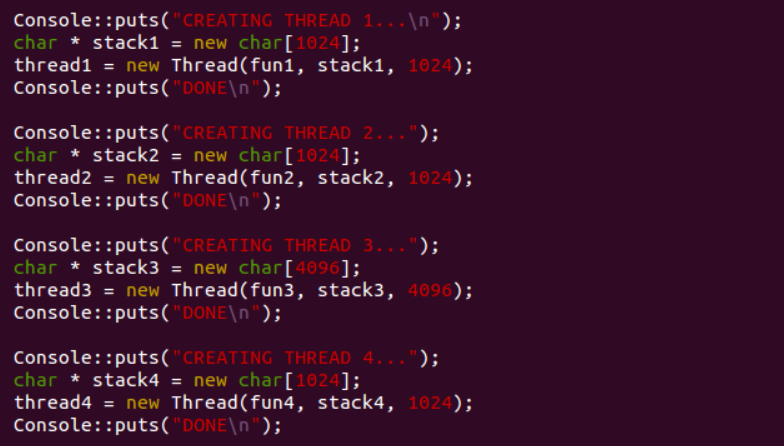 Console::puts("CREATING THREAD 1...\n");
char * stack1 = new char[1024];
thread1 = new Thread(fun1, stack1, 1024);
Console::puts("DONE\n");

Console::puts("CREATING THREAD 2...");
char * stack2 = new char[1024];
thread2 = new Thread(fun2, stack2, 1024);
Console::puts("DONE\n");

Console::puts("CREATING THREAD 3...");
char * stack3 = new char[4096];
thread3 = new Thread(fun3, stack3, 4096);
Console::puts("DONE\n");

Console::puts("CREATING THREAD 4...");
char * stack4 = new char[1024];
thread4 = new Thread(fun4, stack4, 1024);
Console::puts("DONE\n");